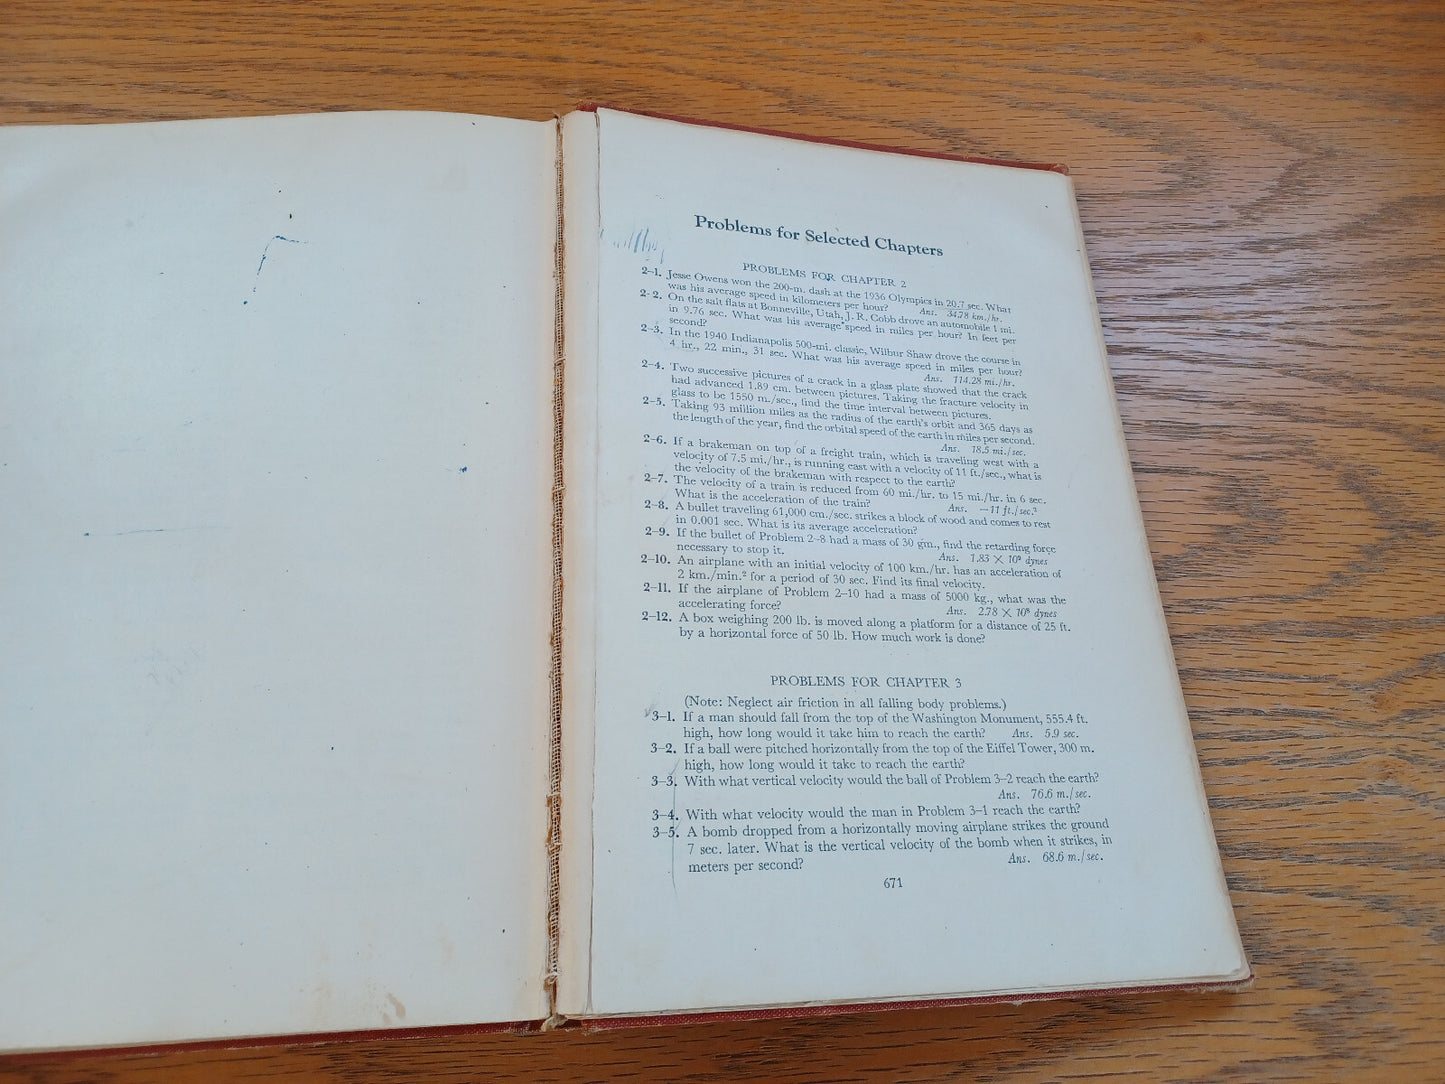 Problems for Selected Chapters
PROBLEMS FOR CHAPTER 2
2–1. Jesse Owens won the 200-m. dash at the 1936 Olympics in 20.7 sec. What
was his average speed in kilometers per hour? Ans. 34.78 km./hr.
2–2. On the salt flats at Bonneville, Utah, J. R. Cobb drove an automobile 1 mi.
in 9.76 sec. What was his average speed in miles per hour? In feet per
second?
2–3. In the 1940 Indianapolis 500-mi. classic, Wilbur Shaw drove the course in
4 hr., 22 min., 31 sec. What was his average speed in miles per hour?
Ans. 114.28 mi./hr.
2–4. Two successive pictures of a crack in a glass plate showed that the crack
had advanced 1.89 cm. between pictures. Taking the fracture velocity in
glass to be 1550 m./sec., find the time interval between pictures.
2–5. Taking 93 million miles as the radius of the earth's orbit and 365 days as
the length of the year, find the orbital speed of the earth in miles per second.
Ans. 18.5 mi./sec.
2–6. If a brakeman on top of a freight train, which is traveling west with a
velocity of 7.5 mi./hr., is running east with a velocity of 11 ft./sec., what is
the velocity of the brakeman with respect to the earth?
2–7. The velocity of a train is reduced from 60 mi./hr. to 15 mi./hr. in 6 sec.
What is the acceleration of the train? Ans. −11 ft./sec.²
2–8. A bullet traveling 61,000 cm./sec. strikes a block of wood and comes to rest
in 0.001 sec. What is its average acceleration?
2–9. If the bullet of Problem 2–8 had a mass of 30 gm., find the retarding force
necessary to stop it. Ans. 1.83 × 10⁹ dynes
2–10. An airplane with an initial velocity of 100 km./hr. has an acceleration of
2 km./min.² for a period of 30 sec. Find its final velocity.
2–11. If the airplane of Problem 2–10 had a mass of 5000 kg., what was the
accelerating force? Ans. 2.78 × 10⁸ dynes
2–12. A box weighing 200 lb. is moved along a platform for a distance of 25 ft.
by a horizontal force of 50 lb. How much work is done?
PROBLEMS FOR CHAPTER 3
(Note: Neglect air friction in all falling body problems.)
3–1. If a man should fall from the top of the Washington Monument, 555.4 ft.
high, how long would it take him to reach the earth? Ans. 5.9 sec.
3–2. If a ball were pitched horizontally from the top of the Eiffel Tower, 300 m.
high, how long would it take to reach the earth?
3–3. With what vertical velocity would the ball of Problem 3–2 reach the earth?
Ans. 76.6 m./sec.
3–4. With what velocity would the man in Problem 3–1 reach the earth?
3–5. A bomb dropped from a horizontally moving airplane strikes the ground
7 sec. later. What is the vertical velocity of the bomb when it strikes, in
meters per second? Ans. 68.6 m./sec.
671